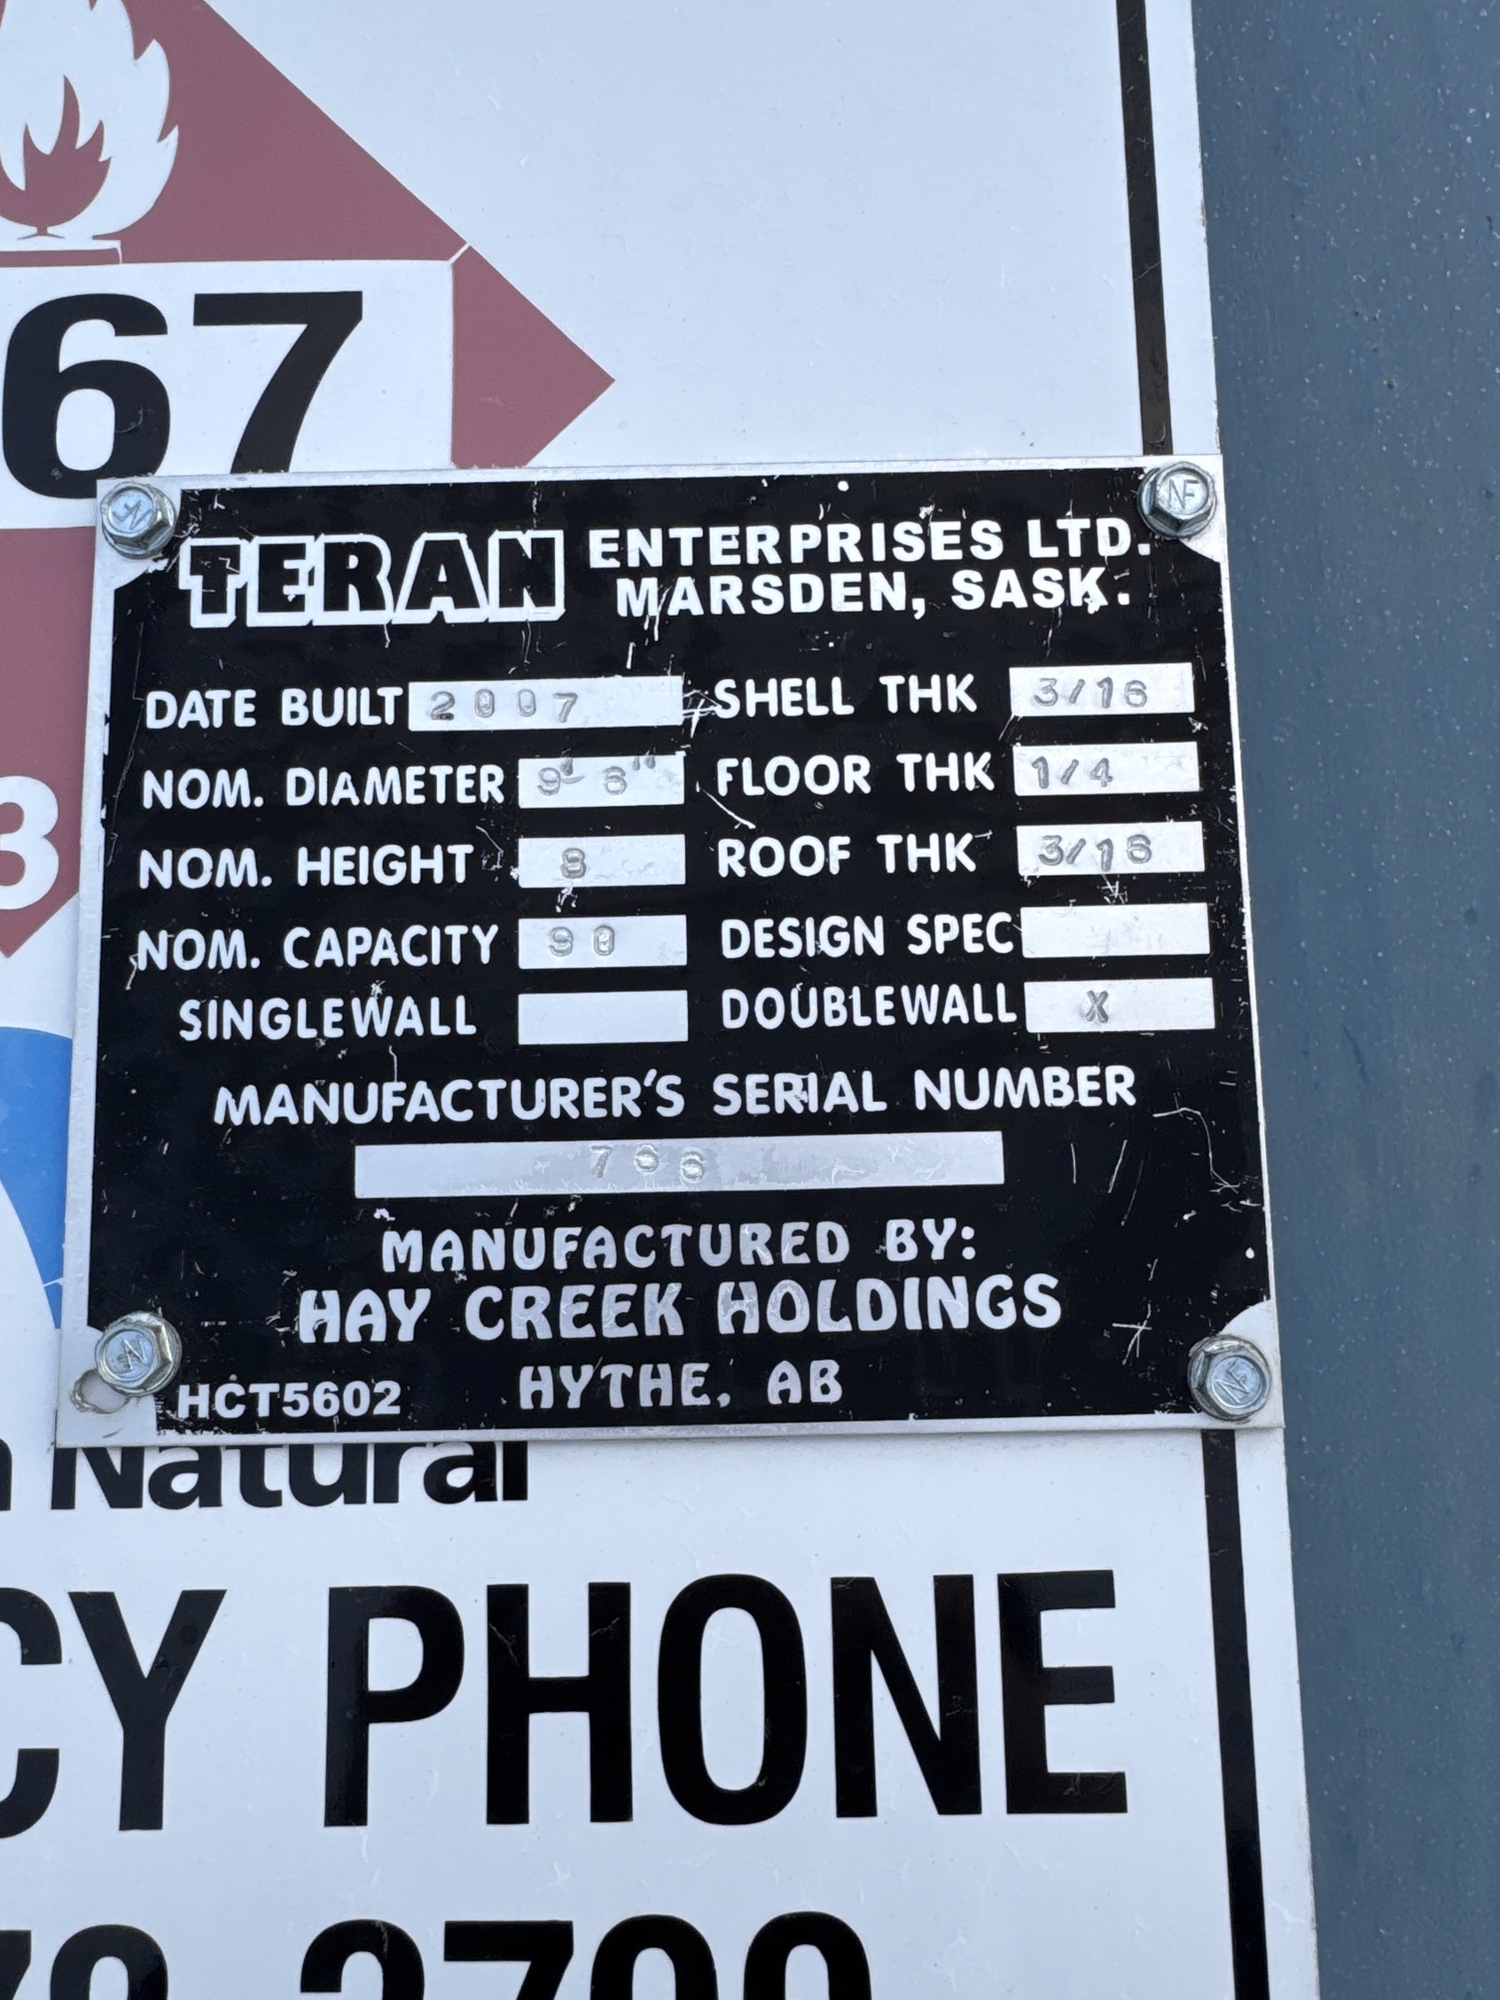 67
3
TERAN ENTERPRISES LTD.
MARSDEN, SASK.
DATE BUILT 2007 SHELL THK 3/16
NOM. DIAMETER 9' 6" FLOOR THK 1/4
NOM. HEIGHT 8 ROOF THK 3/16
NOM. CAPACITY 90 DESIGN SPEC
SINGLEWALL DOUBLEWALL X
MANUFACTURER'S SERIAL NUMBER
766
MANUFACTURED BY:
HAY CREEK HOLDINGS
HYTHE, AB
HCT5602
Natural
CY PHONE